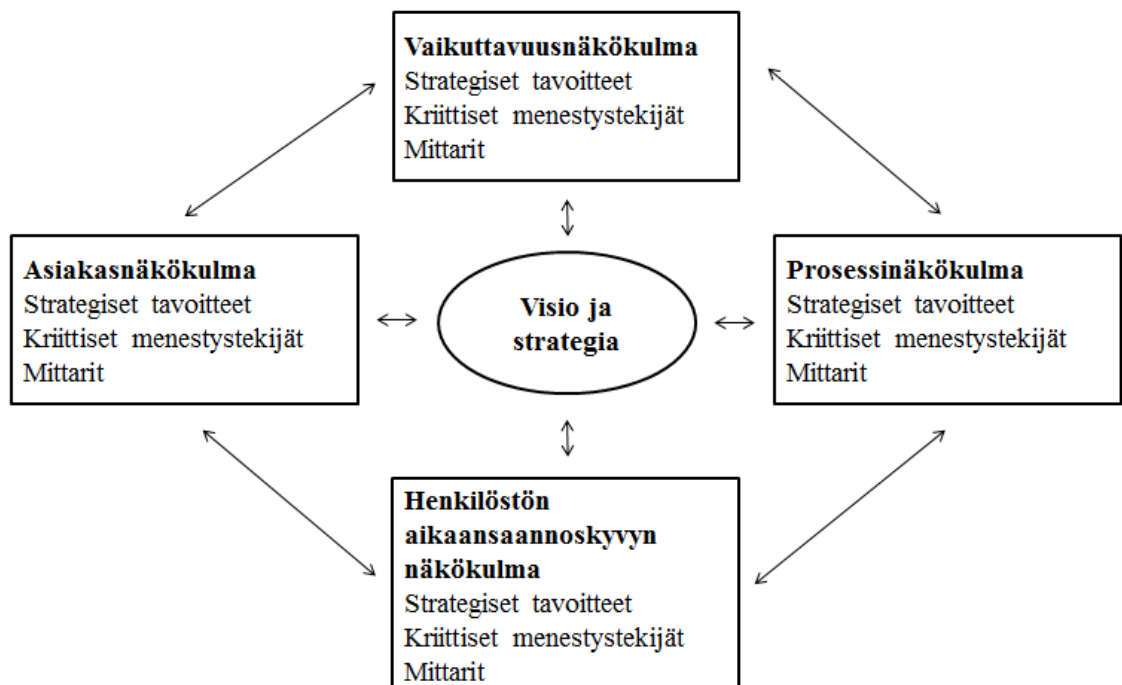 Vaikuttavuusnäkökulma
Strategiset tavoitteet
Kriittiset menestystekijät
Mittarit
Asiakasnäkökulma
Strategiset tavoitteet
Kriittiset menestystekijät
Mittarit
Visio ja
strategia
Prosessinäkökulma
Strategiset tavoitteet
Kriittiset menestystekijät
Mittarit
Henkilöstön
aikaansaannoskyvyn
näkökulma
Strategiset tavoitteet
Kriittiset menestystekijät
Mittarit